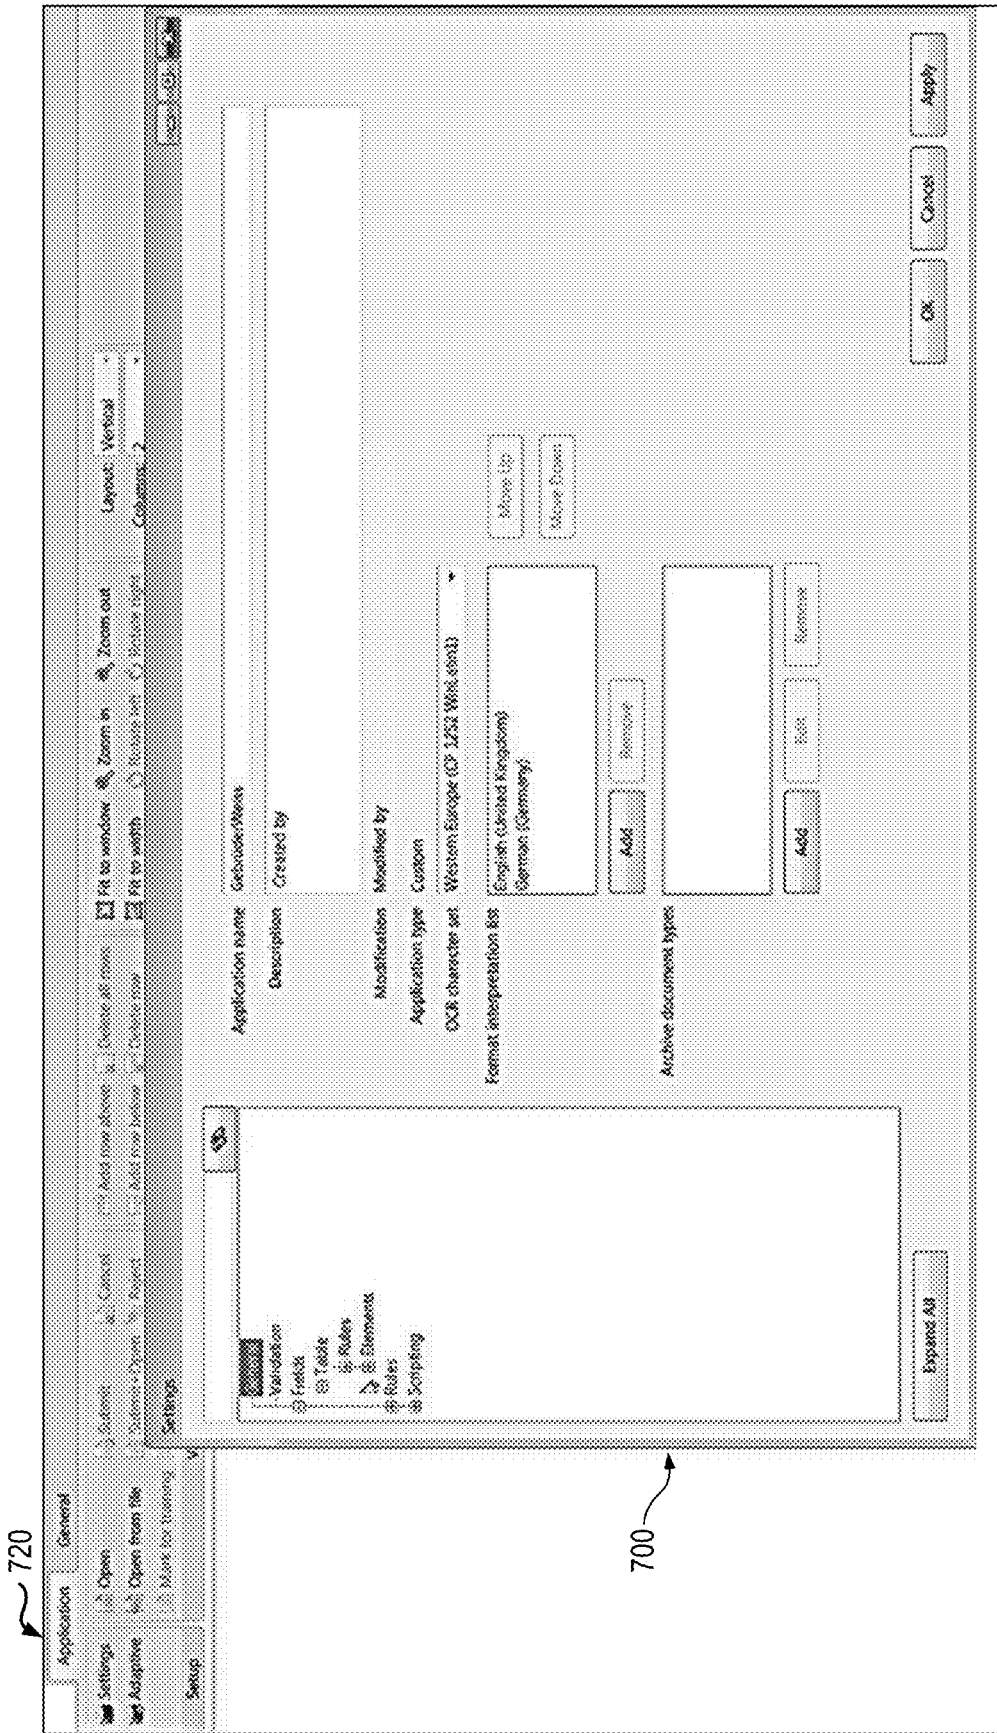 720
Application General
Settings Open Submit Cancel Add row above Delete all rows Fit to window Zoom in Zoom out Layout: Vertical
Adaptive Open from file Submit + Open Reject Add row below Delete row Fit to width Rotate left Rotate right Columns: 2
Mark for training
Setup
V
Settings
Validation
Fields
Table
Rules
Elements
Rules
Scripting
Expand All
Application name
Description Created by
Modification Modified by
Application type Custom
OCR character set Western Europe (CP 1252 WinLatin1)
Format interpretation list
English (United Kingdom)
German (Germany)
Move Up
Move Down
Add Remove
Archive document types
Add Edit Remove
OK Cancel Apply
700